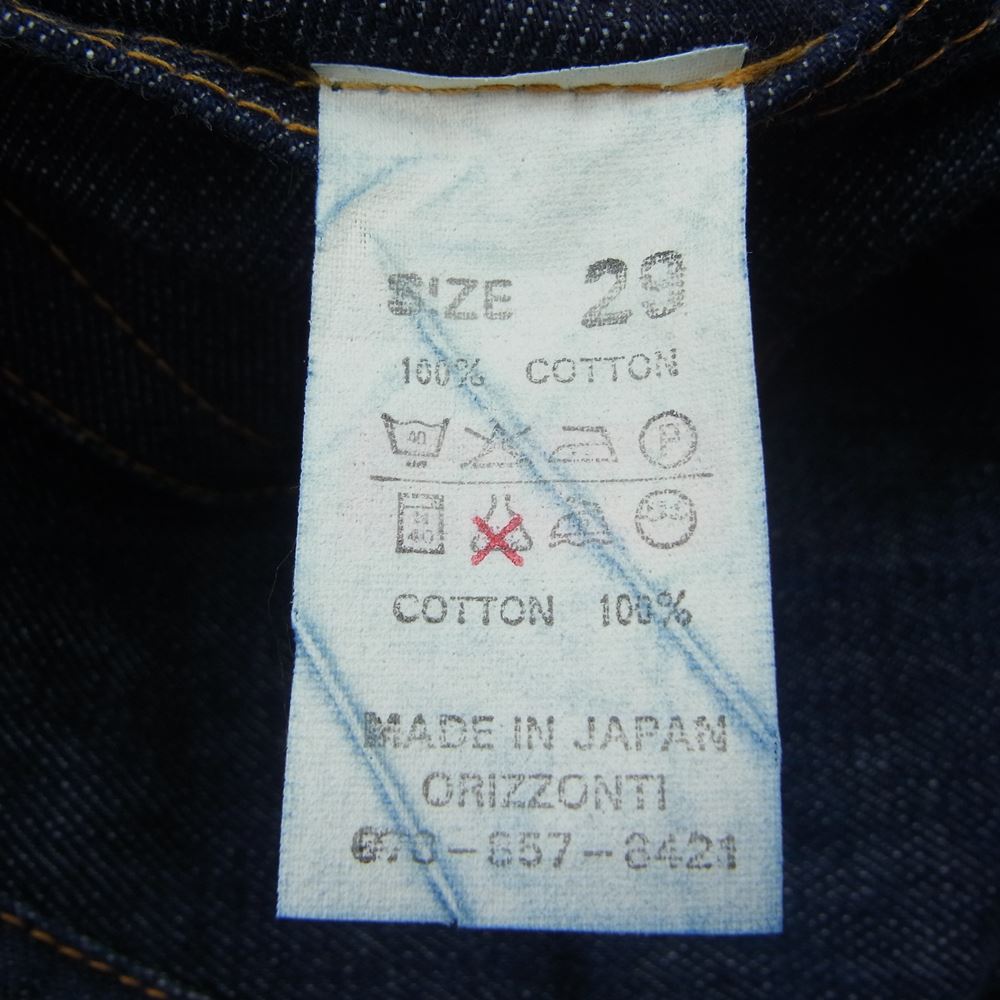 SIZE 29
100% COTTON
P
COTTON 100%
MADE IN JAPAN
ORIZZONTI